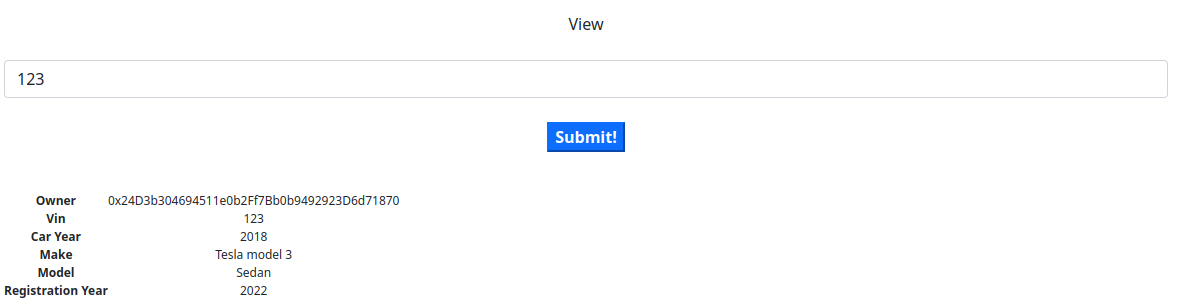 View
123
Submit!
Owner 0x24D3b304694511e0b2Ff7Bb0b9492923D6d71870
Vin 123
Car Year 2018
Make Tesla model 3
Model Sedan
Registration Year 2022